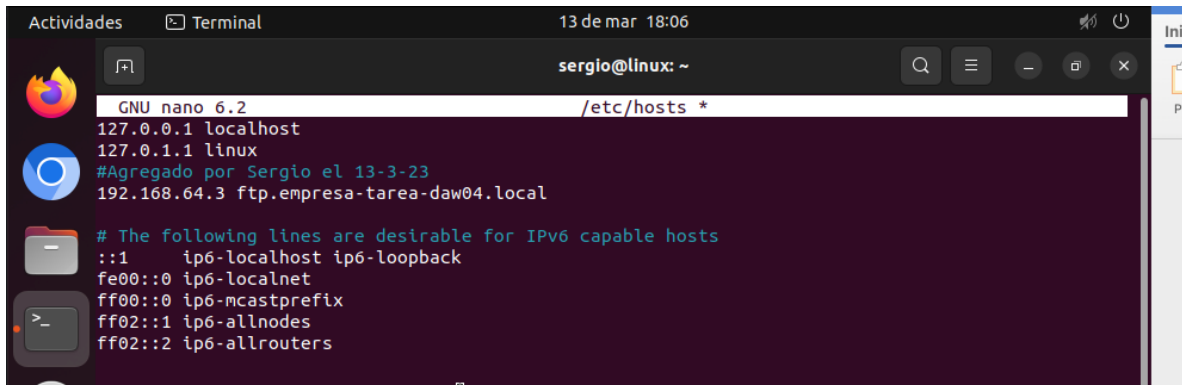 Actividades Terminal 13 de mar 18:06
Ini
sergio@linux: ~
P
GNU nano 6.2 /etc/hosts *
127.0.0.1 localhost
127.0.1.1 linux
#Agregado por Sergio el 13-3-23
192.168.64.3 ftp.empresa-tarea-daw04.local
# The following lines are desirable for IPv6 capable hosts
::1 ip6-localhost ip6-loopback
fe00::0 ip6-localnet
ff00::0 ip6-mcastprefix
ff02::1 ip6-allnodes
ff02::2 ip6-allrouters